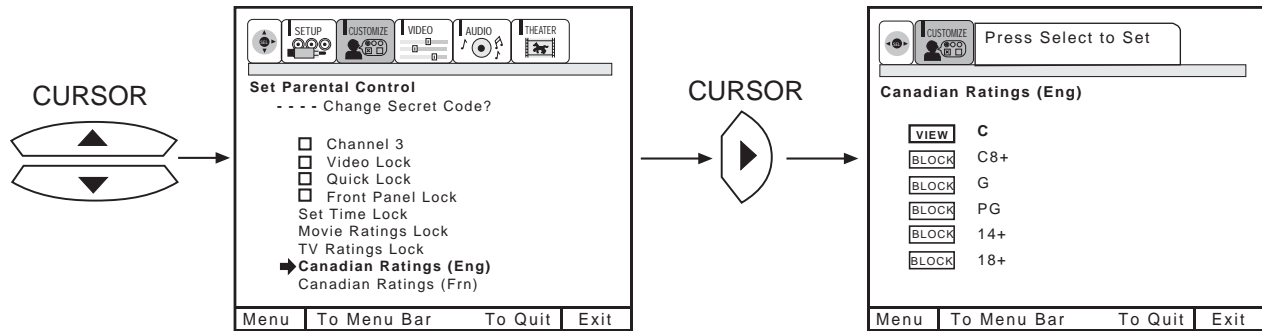 CURSOR
SEL
SETUP
CUSTOMIZE
VIDEO
AUDIO
THEATER
Set Parental Control
- - - - Change Secret Code?
Channel 3
Video Lock
Quick Lock
Front Panel Lock
Set Time Lock
Movie Ratings Lock
TV Ratings Lock
Canadian Ratings (Eng)
Canadian Ratings (Frn)
Menu To Menu Bar To Quit Exit
CURSOR
SEL
CUSTOMIZE
Press Select to Set
Canadian Ratings (Eng)
VIEW C
BLOCK C8+
BLOCK G
BLOCK PG
BLOCK 14+
BLOCK 18+
Menu To Menu Bar To Quit Exit